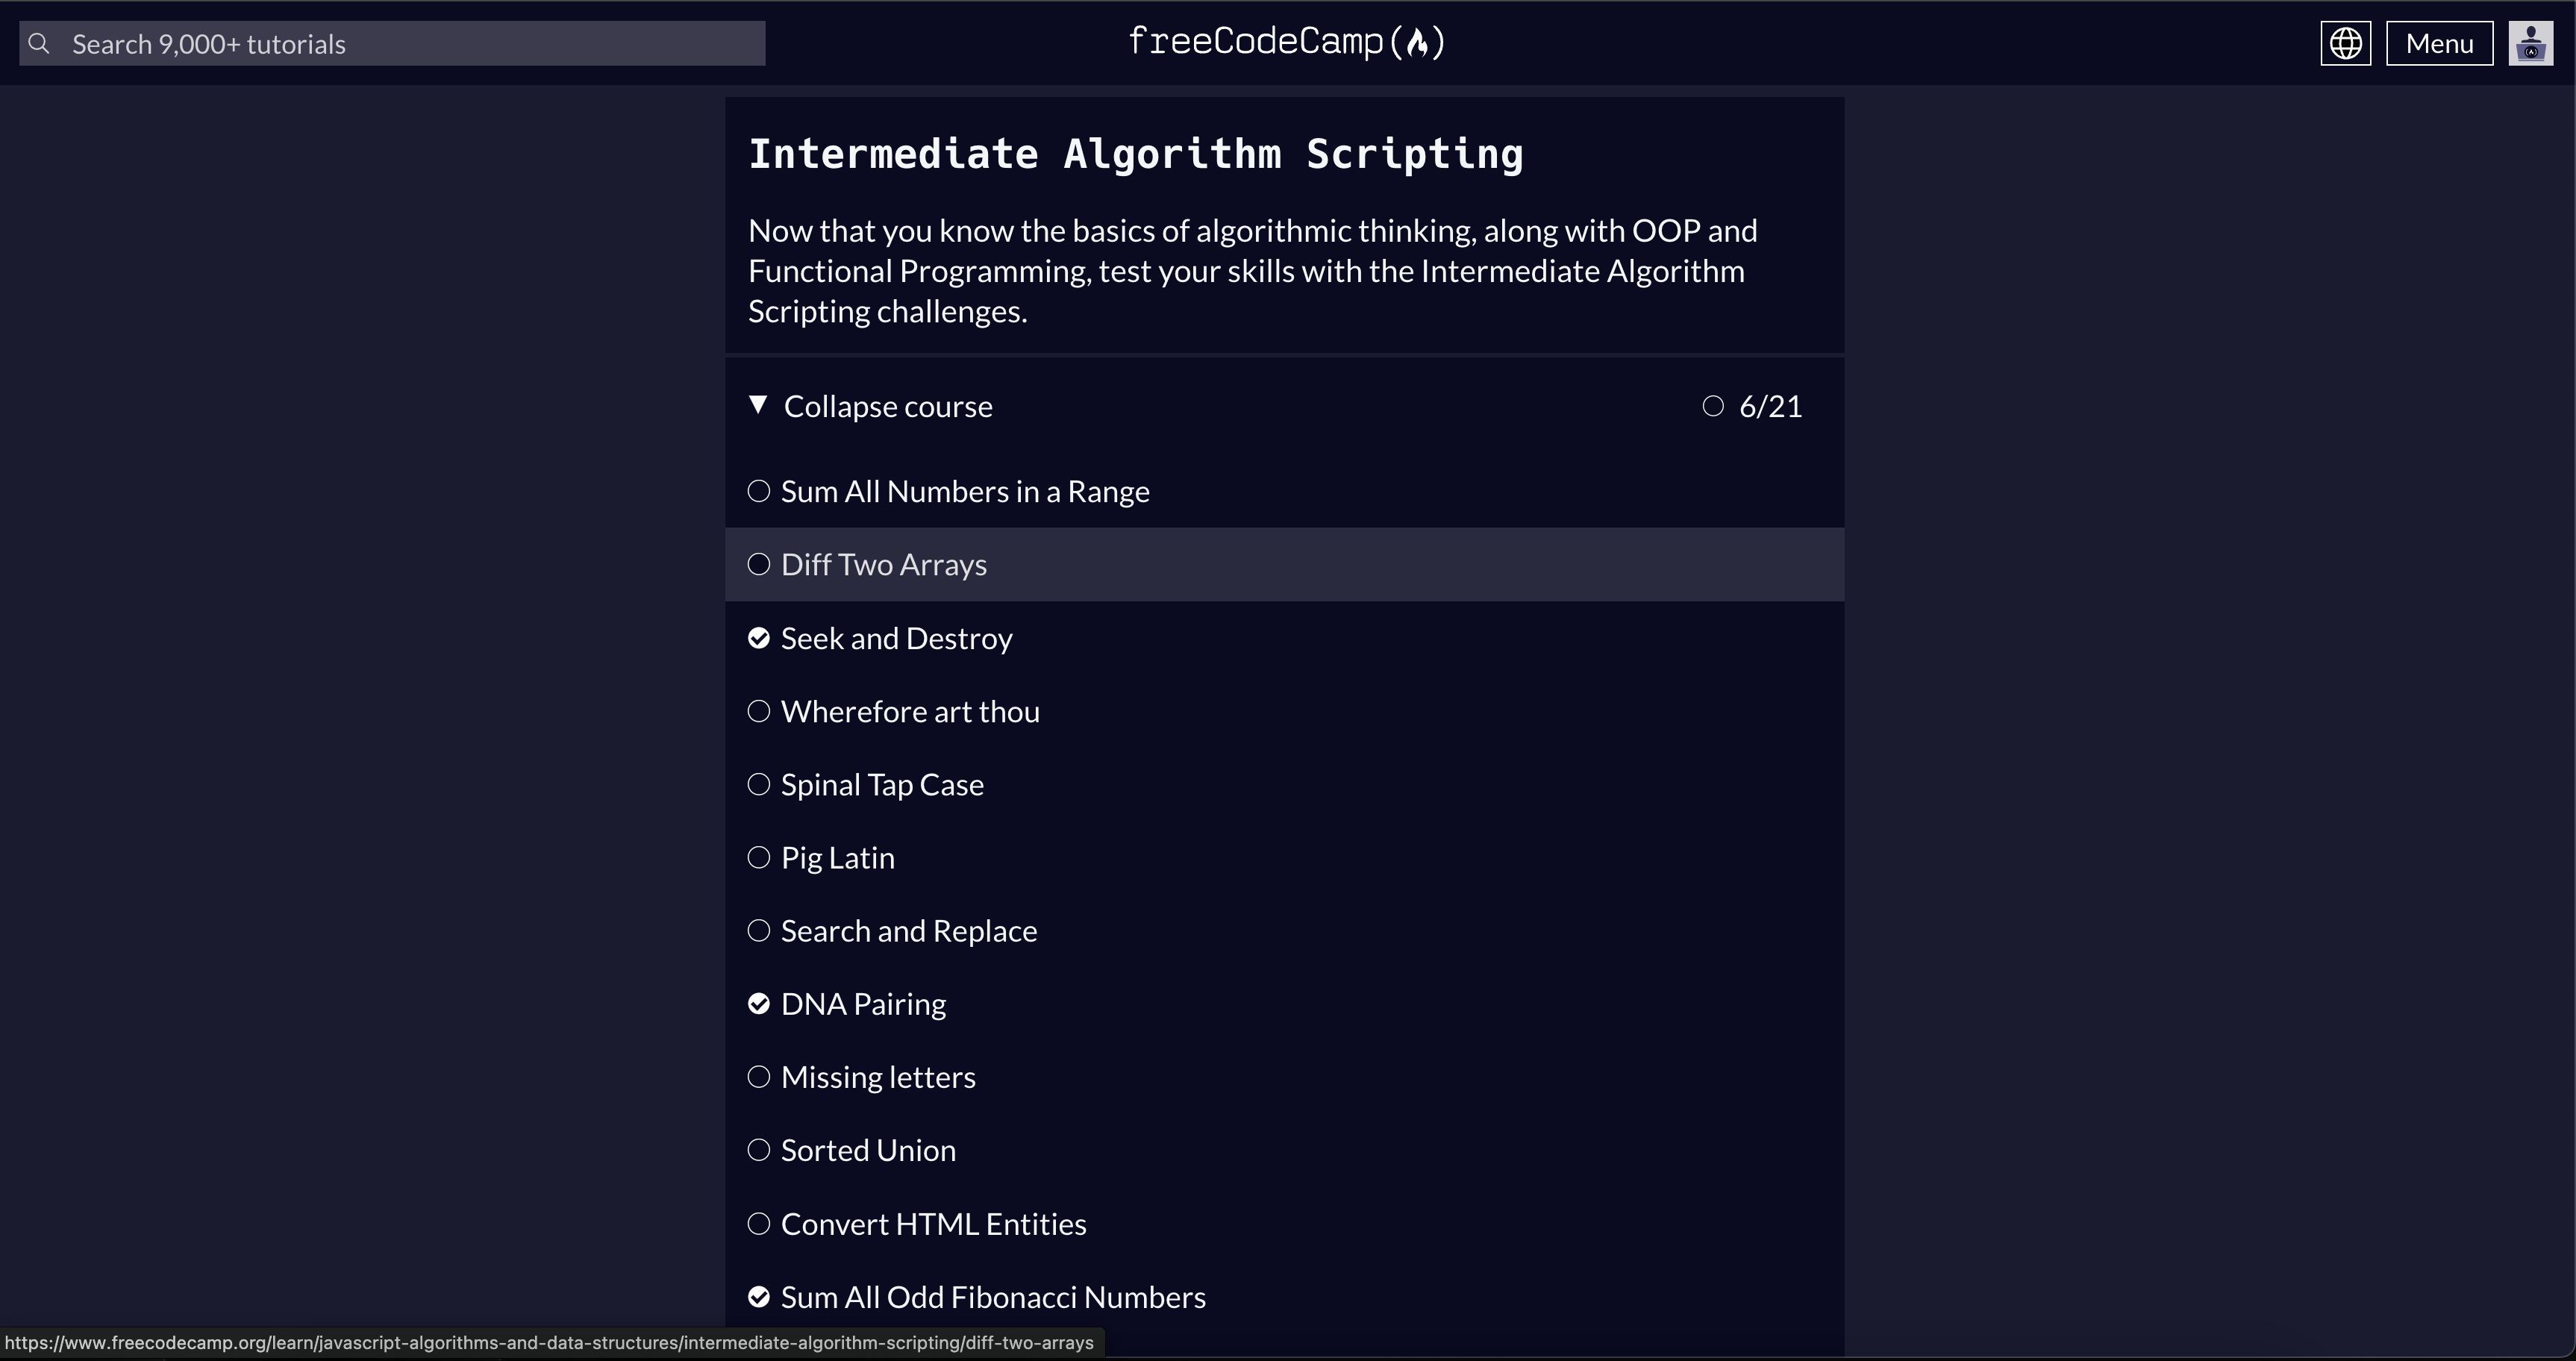 Search 9,000+ tutorials
freeCodeCamp
Menu
Intermediate Algorithm Scripting
Now that you know the basics of algorithmic thinking, along with OOP and
Functional Programming, test your skills with the Intermediate Algorithm
Scripting challenges.
Collapse course
6/21
Sum All Numbers in a Range
Diff Two Arrays
Seek and Destroy
Wherefore art thou
Spinal Tap Case
Pig Latin
Search and Replace
DNA Pairing
Missing letters
Sorted Union
Convert HTML Entities
Sum All Odd Fibonacci Numbers
https://www.freecodecamp.org/learn/javascript-algorithms-and-data-structures/intermediate-algorithm-scripting/diff-two-arrays